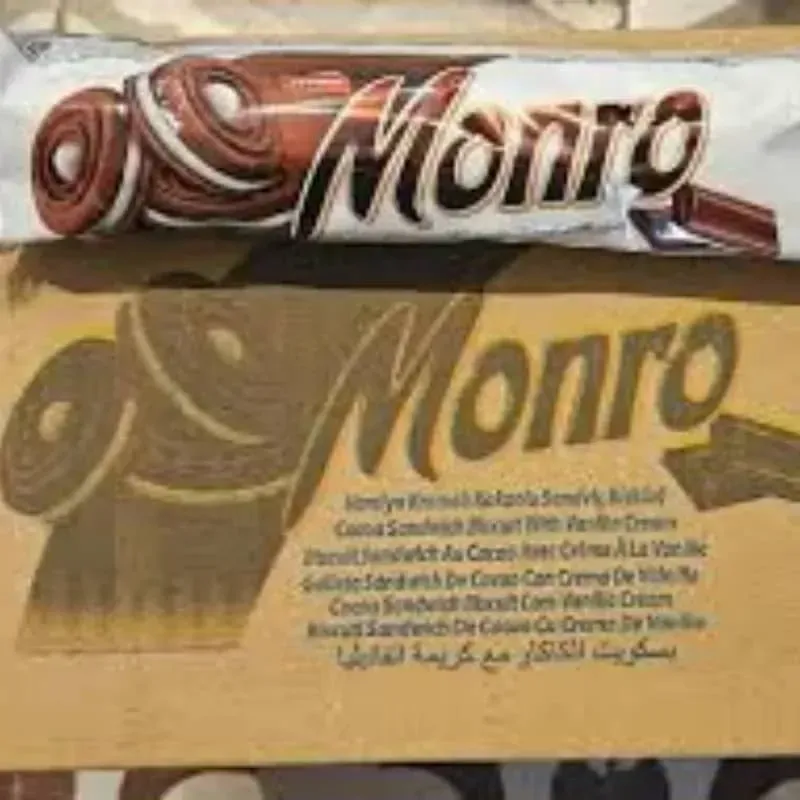 Monro
Monro
Vanilya Kremalı Kakaolu Sandviç Bisküvi
Cocoa Sandwich Biscuit With Vanilla Cream
Biscuit Sandwich Au Cacao Avec Crème À La Vanille
Galleta Sandwich De Cacao Con Crema De Vainilla
Cocoa Sandwich Biscuit Com Vanilla Cream
Biscuit Sandwich De Cacao Cu Creme De Vanilie
بسكويت الكاكاو مع كريمة الفانيليا